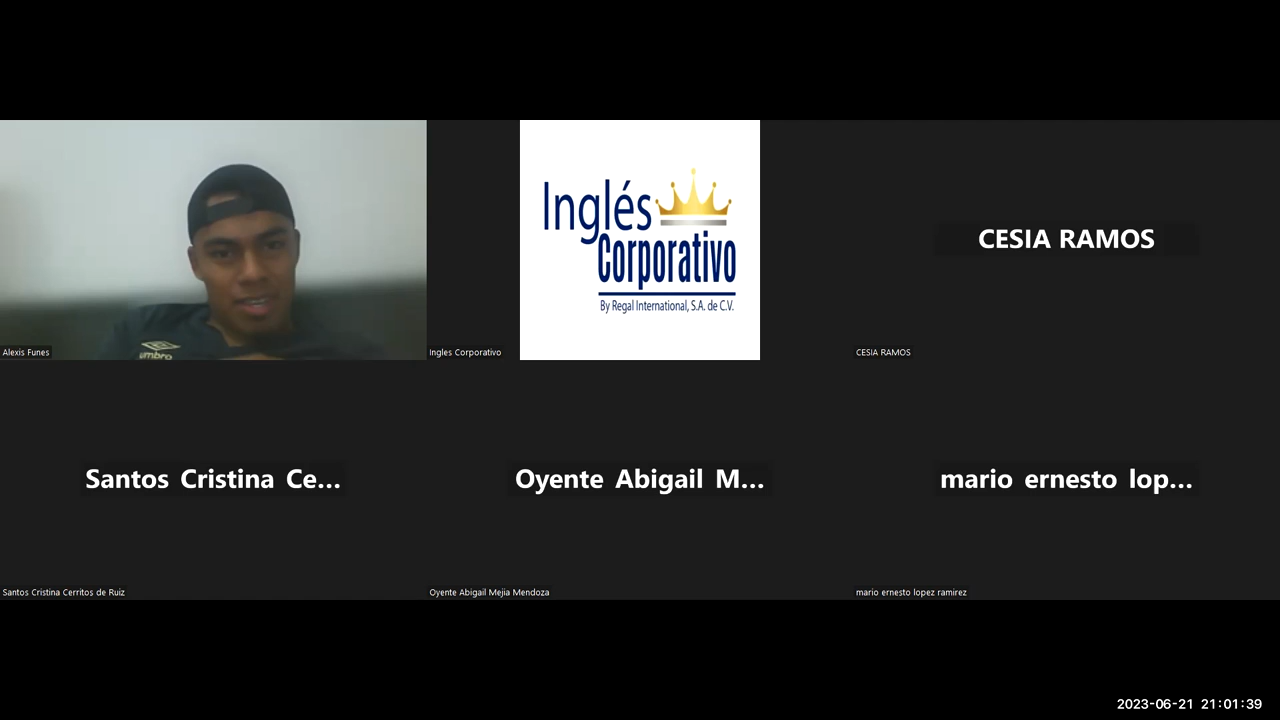 Inglés
Corporativo
By Regal International, S.A. de C.V.
CESIA RAMOS
umbro
Alexis Funes
Ingles Corporativo
CESIA RAMOS
Santos Cristina Ce...
Oyente Abigail M...
mario ernesto lop...
Santos Cristina Cerritos de Ruiz
Oyente Abigail Mejia Mendoza
mario ernesto lopez ramirez
2023-06-21 21:01:39